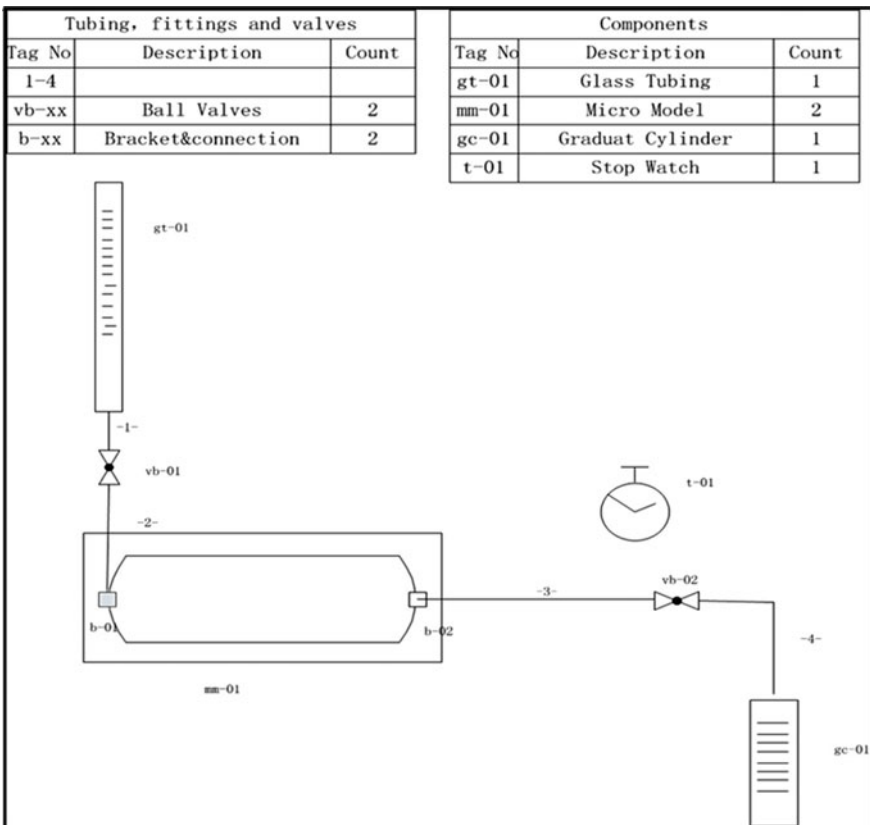 Tubing, fittings and valves
Tag No Description Count
1-4
vb-xx Ball Valves 2
b-xx Bracket&connection 2
Components
Tag No Description Count
gt-01 Glass Tubing 1
mm-01 Micro Model 2
gc-01 Graduat Cylinder 1
t-01 Stop Watch 1
gt-01
-1-
vb-01
t-01
-2-
vb-02
-3-
b-01
b-02
-4-
mm-01
gc-01